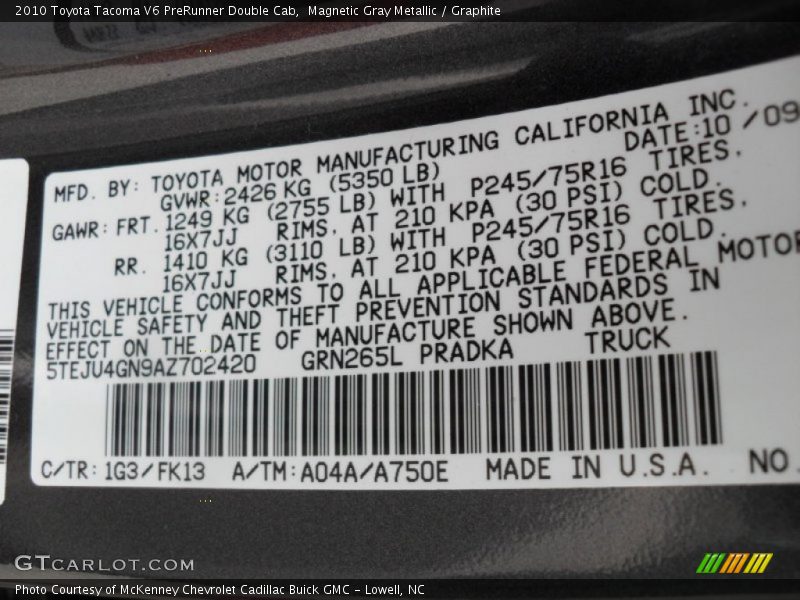 2010 Toyota Tacoma V6 PreRunner Double Cab,  Magnetic Gray Metallic / Graphite
MFD. BY: TOYOTA MOTOR MANUFACTURING CALIFORNIA INC.
GVWR: 2426 KG (5350 LB) DATE: 10 /09
GAWR: FRT. 1249 KG (2755 LB) WITH P245/75R16 TIRES,
16X7JJ RIMS, AT 210 KPA (30 PSI) COLD.
RR. 1410 KG (3110 LB) WITH P245/75R16 TIRES,
16X7JJ RIMS, AT 210 KPA (30 PSI) COLD.
THIS VEHICLE CONFORMS TO ALL APPLICABLE FEDERAL MOTOR
VEHICLE SAFETY AND THEFT PREVENTION STANDARDS IN
EFFECT ON THE DATE OF MANUFACTURE SHOWN ABOVE.
5TEJU4GN9AZ702420 GRN265L PRADKA TRUCK
C/TR: 1G3/FK13 A/TM: A04A/A750E MADE IN U.S.A. NO.
GTCARLOT.COM
Photo Courtesy of McKenney Chevrolet Cadillac Buick GMC - Lowell, NC